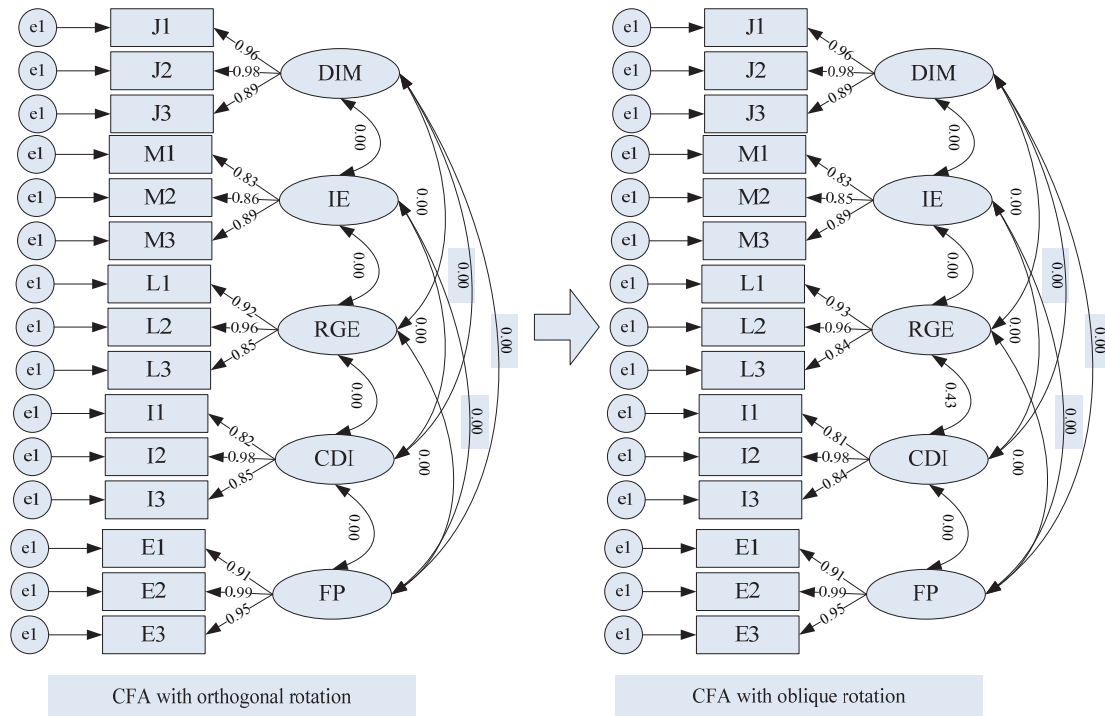 e1 J1
e1 J2
e1 J3
e1 M1
e1 M2
e1 M3
e1 L1
e1 L2
e1 L3
e1 I1
e1 I2
e1 I3
e1 E1
e1 E2
e1 E3
0.96
0.98
0.89
0.83
0.86
0.89
0.92
0.96
0.85
0.82
0.98
0.85
0.91
0.99
0.95
DIM
IE
RGE
CDI
FP
0.00
0.00
0.00
0.00
0.00
0.00
0.00
0.00
0.00
0.00
CFA with orthogonal rotation
e1 J1
e1 J2
e1 J3
e1 M1
e1 M2
e1 M3
e1 L1
e1 L2
e1 L3
e1 I1
e1 I2
e1 I3
e1 E1
e1 E2
e1 E3
0.96
0.98
0.89
0.83
0.85
0.89
0.93
0.96
0.84
0.81
0.98
0.84
0.91
0.99
0.95
DIM
IE
RGE
CDI
FP
0.00
0.00
0.43
0.00
0.00
0.00
0.00
0.00
0.00
0.00
CFA with oblique rotation